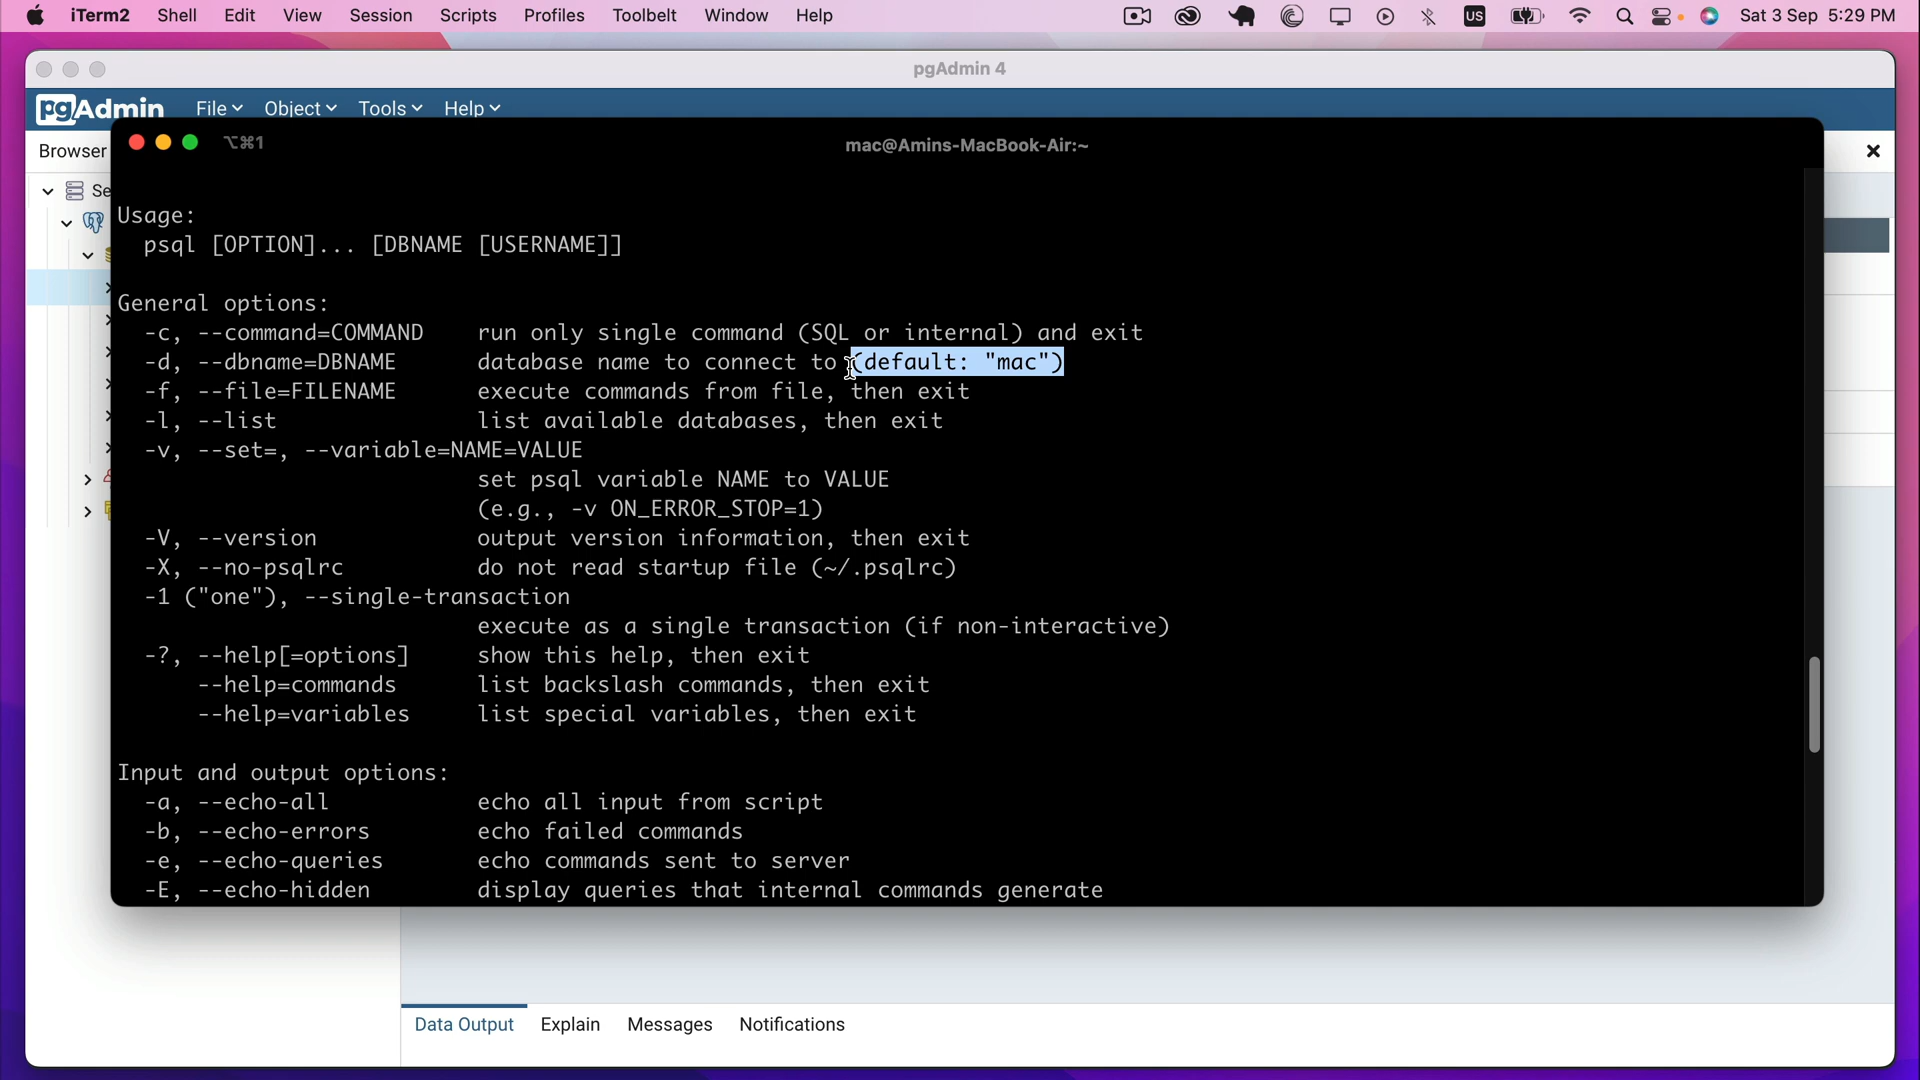 iTerm2 Shell Edit View Session Scripts Profiles Toolbelt Window Help US Sat 3 Sep 5:29 PM
pgAdmin 4
pgAdmin File Object Tools Help
Browser ⌥⌘1 mac@Amins-MacBook-Air:~
Se
Usage:
psql [OPTION]... [DBNAME [USERNAME]]
General options:
-c, --command=COMMAND run only single command (SQL or internal) and exit
-d, --dbname=DBNAME database name to connect to (default: "mac")
-f, --file=FILENAME execute commands from file, then exit
-l, --list list available databases, then exit
-v, --set=, --variable=NAME=VALUE
set psql variable NAME to VALUE
(e.g., -v ON_ERROR_STOP=1)
-V, --version output version information, then exit
-X, --no-psqlrc do not read startup file (~/.psqlrc)
-1 ("one"), --single-transaction
execute as a single transaction (if non-interactive)
-?, --help[=options] show this help, then exit
--help=commands list backslash commands, then exit
--help=variables list special variables, then exit
Input and output options:
-a, --echo-all echo all input from script
-b, --echo-errors echo failed commands
-e, --echo-queries echo commands sent to server
-E, --echo-hidden display queries that internal commands generate
Data Output Explain Messages Notifications